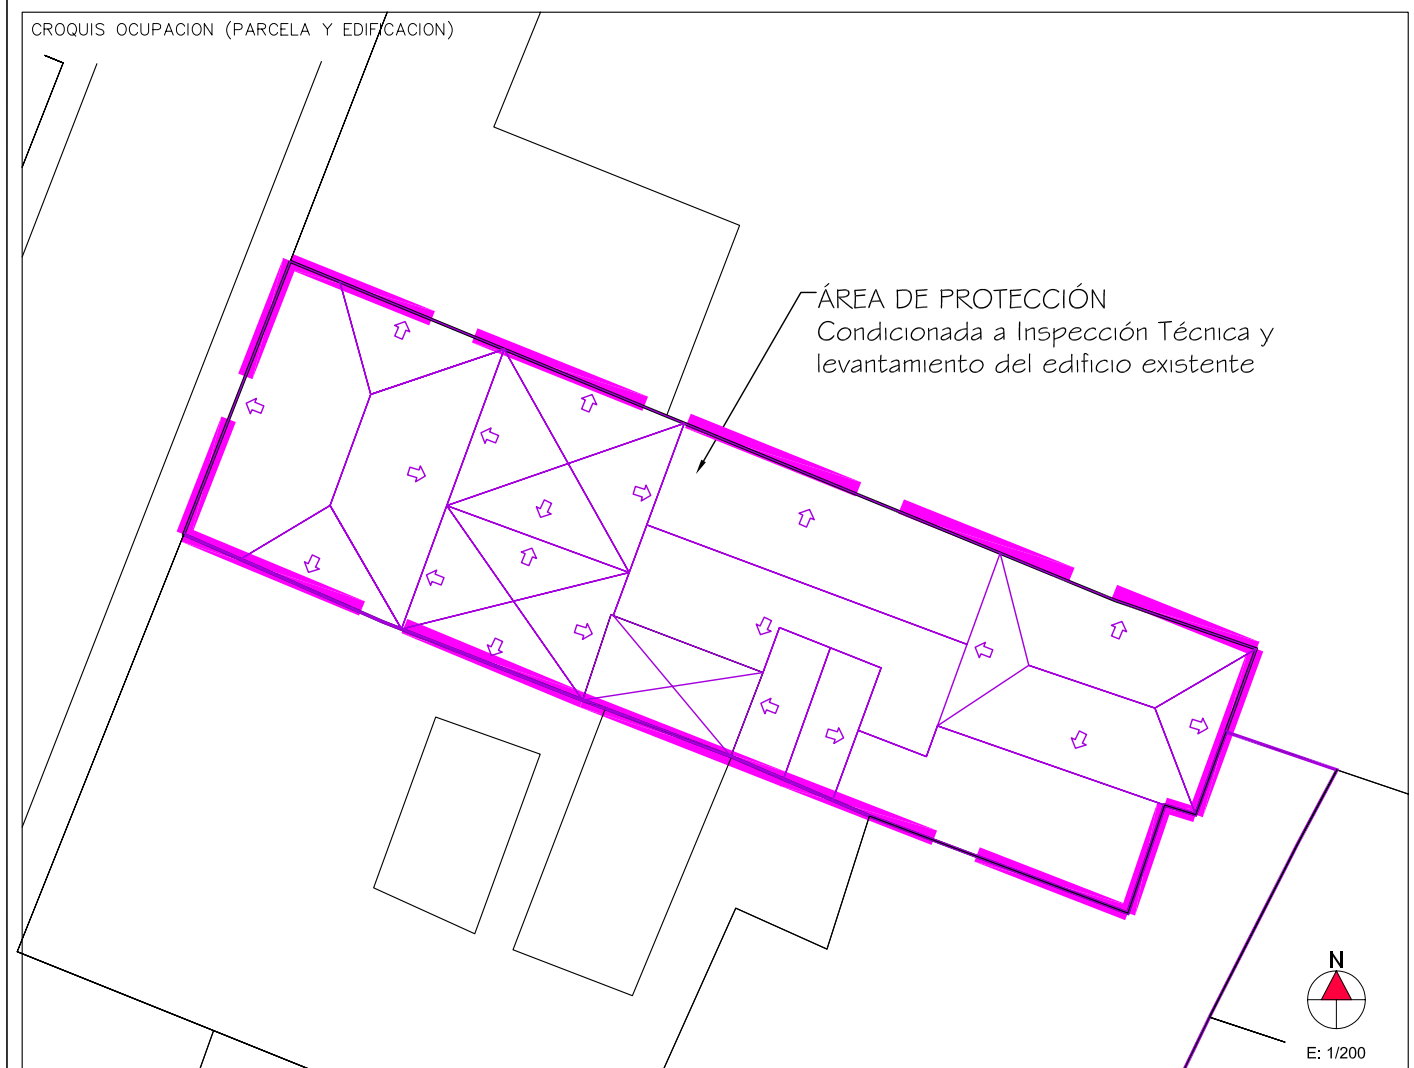 CROQUIS OCUPACION (PARCELA Y EDIFICACION)
ÁREA DE PROTECCIÓN
Condicionada a Inspección Técnica y
levantamiento del edificio existente
N
E: 1/200